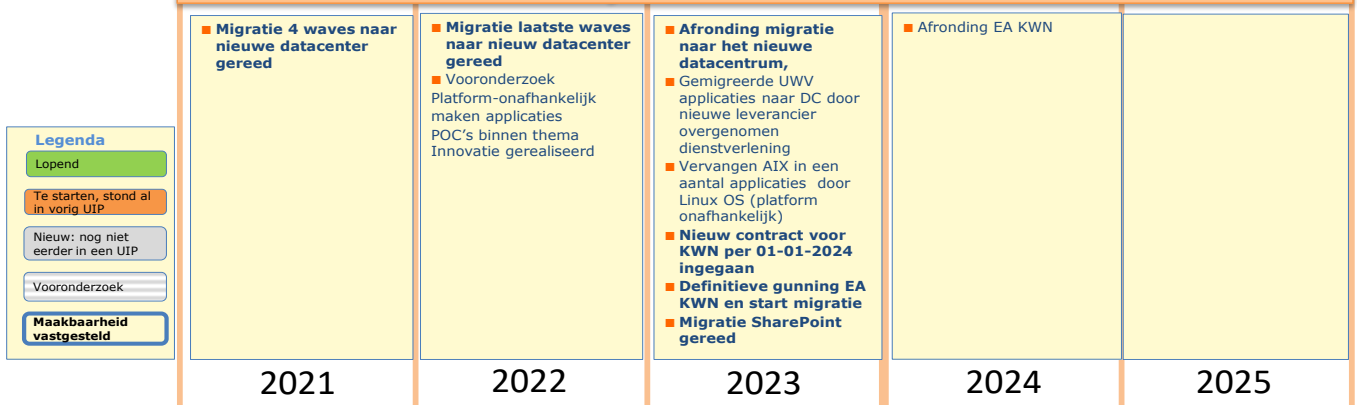 ■ Migratie 4 waves naar
nieuwe datacenter
gereed
■ Migratie laatste waves
naar nieuw datacenter
gereed
■ Vooronderzoek
Platform-onafhankelijk
maken applicaties
POC's binnen thema
Innovatie gerealiseerd
■ Afronding migratie
naar het nieuwe
datacentrum,
■ Gemigreerde UWV
applicaties naar DC door
nieuwe leverancier
overgenomen
dienstverlening
■ Vervangen AIX in een
aantal applicaties door
Linux OS (platform
onafhankelijk)
■ Nieuw contract voor
KWN per 01-01-2024
ingegaan
■ Definitieve gunning EA
KWN en start migratie
■ Migratie SharePoint
gereed
■ Afronding EA KWN
Legenda
Lopend
Te starten, stond al
in vorig UIP
Nieuw: nog niet
eerder in een UIP
Vooronderzoek
Maakbaarheid
vastgesteld
2021
2022
2023
2024
2025